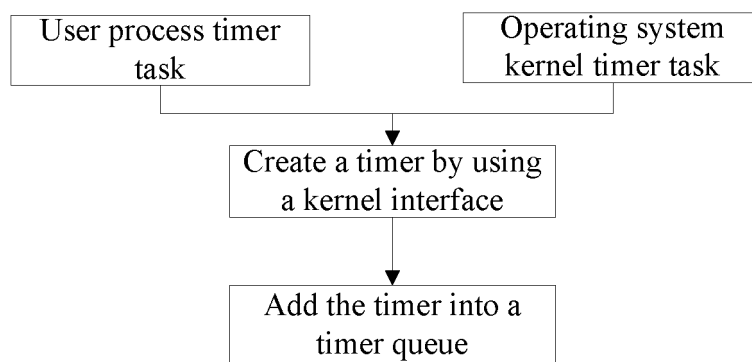 User process timer
task
Operating system
kernel timer task
Create a timer by using
a kernel interface
Add the timer into a
timer queue